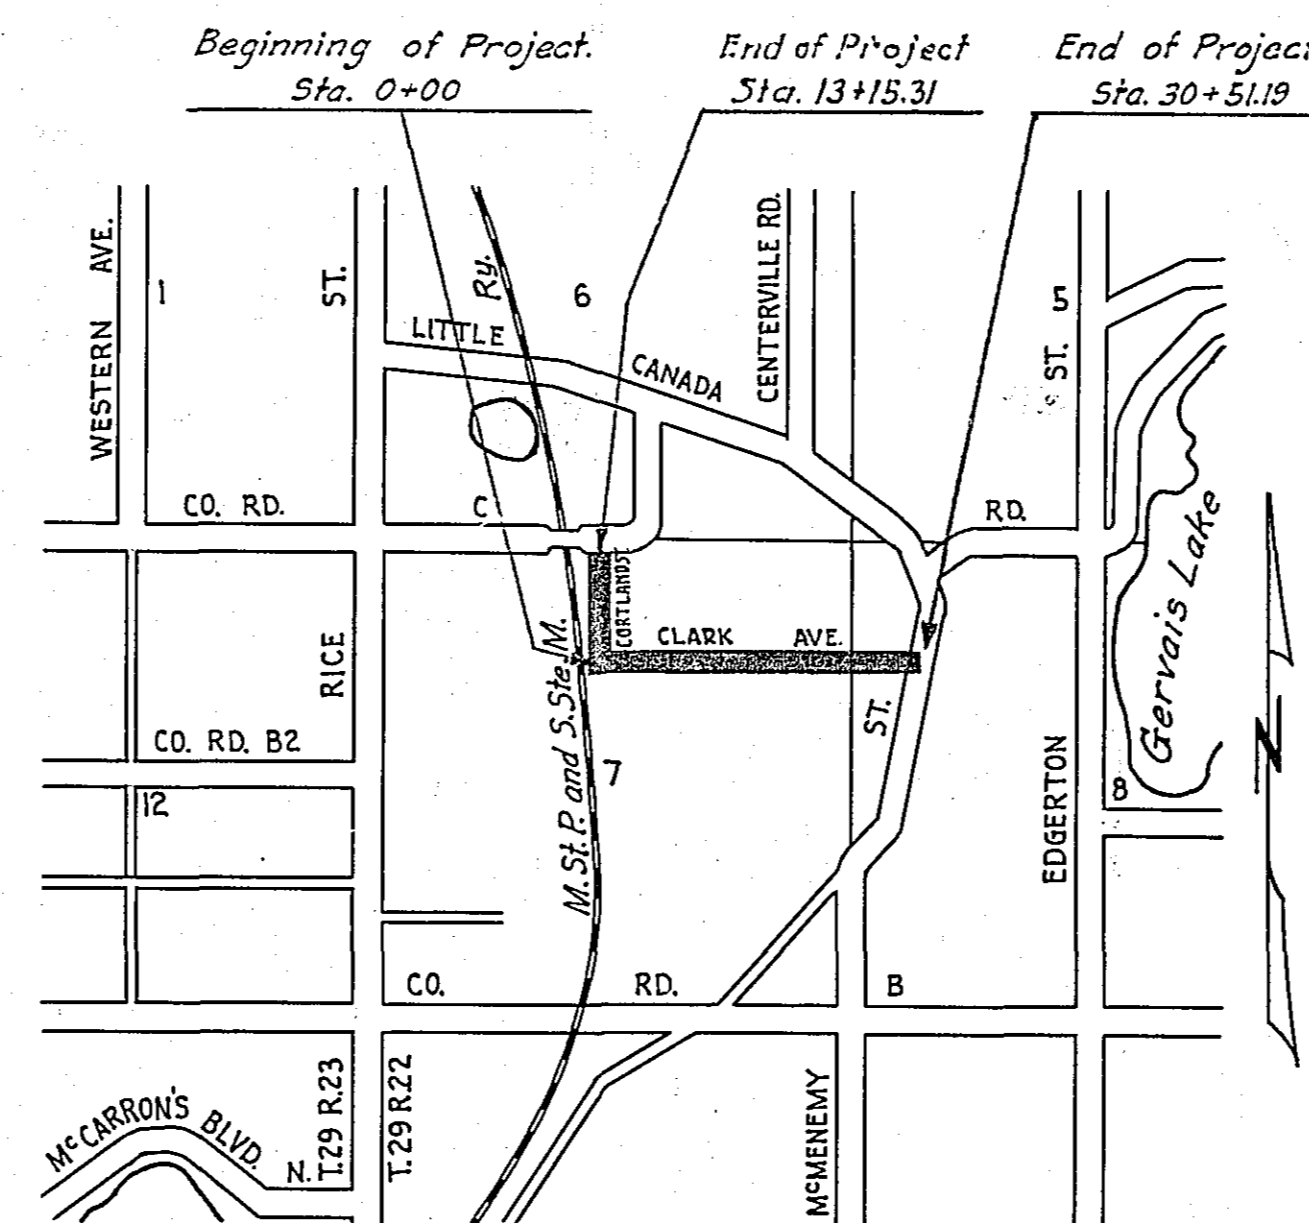 Beginning of Project.
Sta. 0+00
End of Project
Sta. 13+15.31
End of Project
Sta. 30+51.19
WESTERN AVE.
1
ST.
Ry.
6
CENTERVILLE RD.
5
ST.
LITTLE
CANADA
CO. RD.
C
RD.
Gervais Lake
CORTLAND ST.
CLARK AVE.
RICE
M. St. P. and S. Ste. M.
ST.
N
CO. RD. B2
7
EDGERTON
8
12
CO. RD. B
McCARRON'S BLVD. N.
T.29 R.23
T.29 R.22
McMENEMY